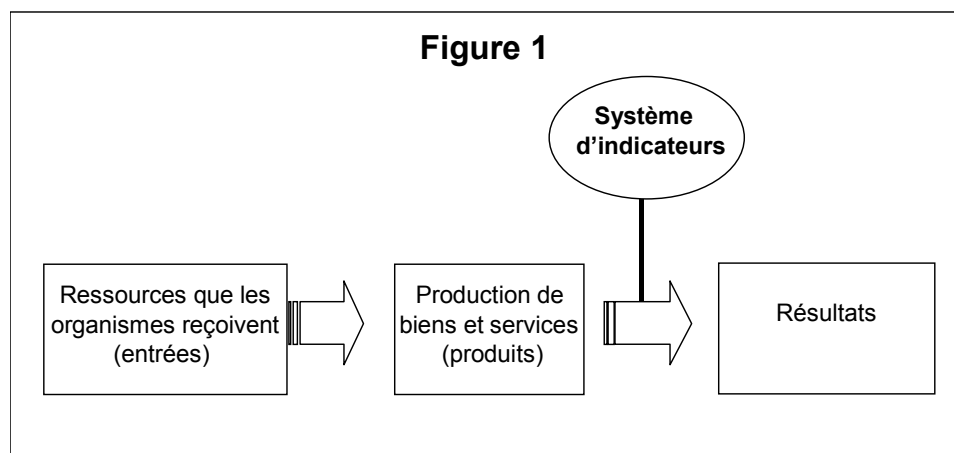 Figure 1
Système
d'indicateurs
Ressources que les
organismes reçoivent
(entrées)
Production de
biens et services
(produits)
Résultats